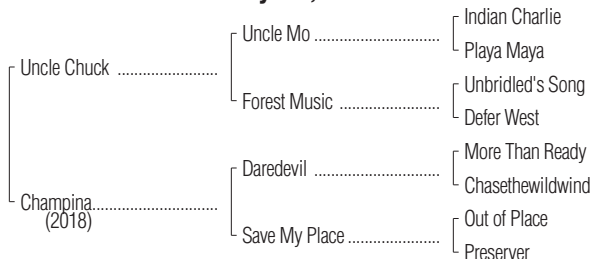 Indian Charlie
Uncle Mo ................................
Playa Maya
Uncle Chuck .........................
Unbridled's Song
Forest Music .........................
Defer West
More Than Ready
Daredevil ................................
Chasethewildwind
Champina...............................
(2018)
Out of Place
Save My Place.......................
Preserver